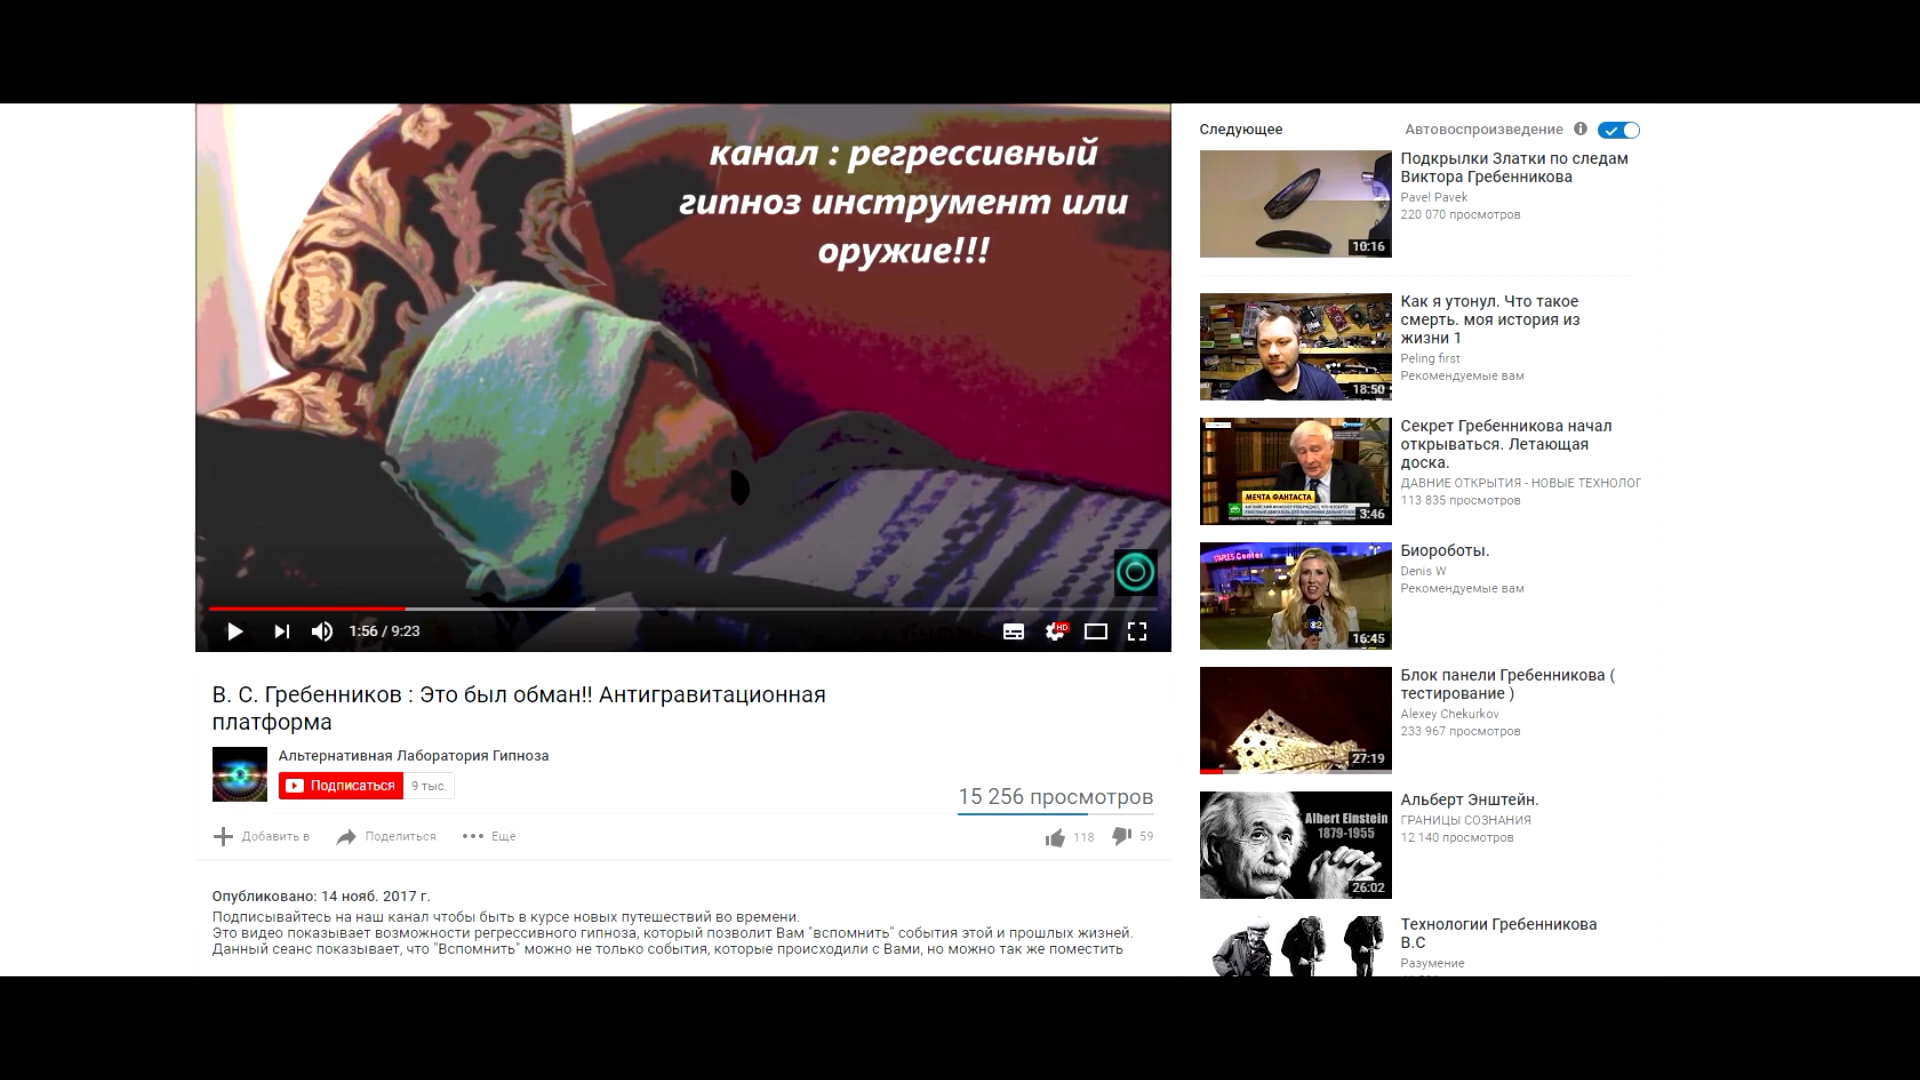 канал : регрессивный
гипноз инструмент или
оружие!!!
1:56 / 9:23
HD
В. С. Гребенников : Это был обман!! Антигравитационная
платформа
Альтернативная Лаборатория Гипноза
Подписаться 9 тыс.
15 256 просмотров
Добавить в Поделиться Ещё 118 59
Опубликовано: 14 нояб. 2017 г.
Подписывайтесь на наш канал чтобы быть в курсе новых путешествий во времени.
Это видео показывает возможности регрессивного гипноза, который позволит Вам "вспомнить" события этой и прошлых жизней.
Данный сеанс показывает, что "Вспомнить" можно не только события, которые происходили с Вами, но можно так же поместить
Следующее Автовоспроизведение
Подкрылки Златки по следам
Виктора Гребенникова
Pavel Pavek
220 070 просмотров
10:16
Как я утонул. Что такое
смерть. моя история из
жизни 1
Peling first
Рекомендуемые вам
18:50
Секрет Гребенникова начал
открываться. Летающая
доска.
ДАВНИЕ ОТКРЫТИЯ - НОВЫЕ ТЕХНОЛОГ
113 835 просмотров
МЕЧТА ФАНТАСТА
3:46
Биороботы.
Denis W
Рекомендуемые вам
STAPLES Center
16:45
Блок панели Гребенникова (
тестирование )
Alexey Chekurkov
233 967 просмотров
27:19
Альберт Энштейн.
ГРАНИЦЫ СОЗНАНИЯ
12 140 просмотров
Albert Einstein
1879-1955
26:02
Технологии Гребенникова
В.С
Разумение